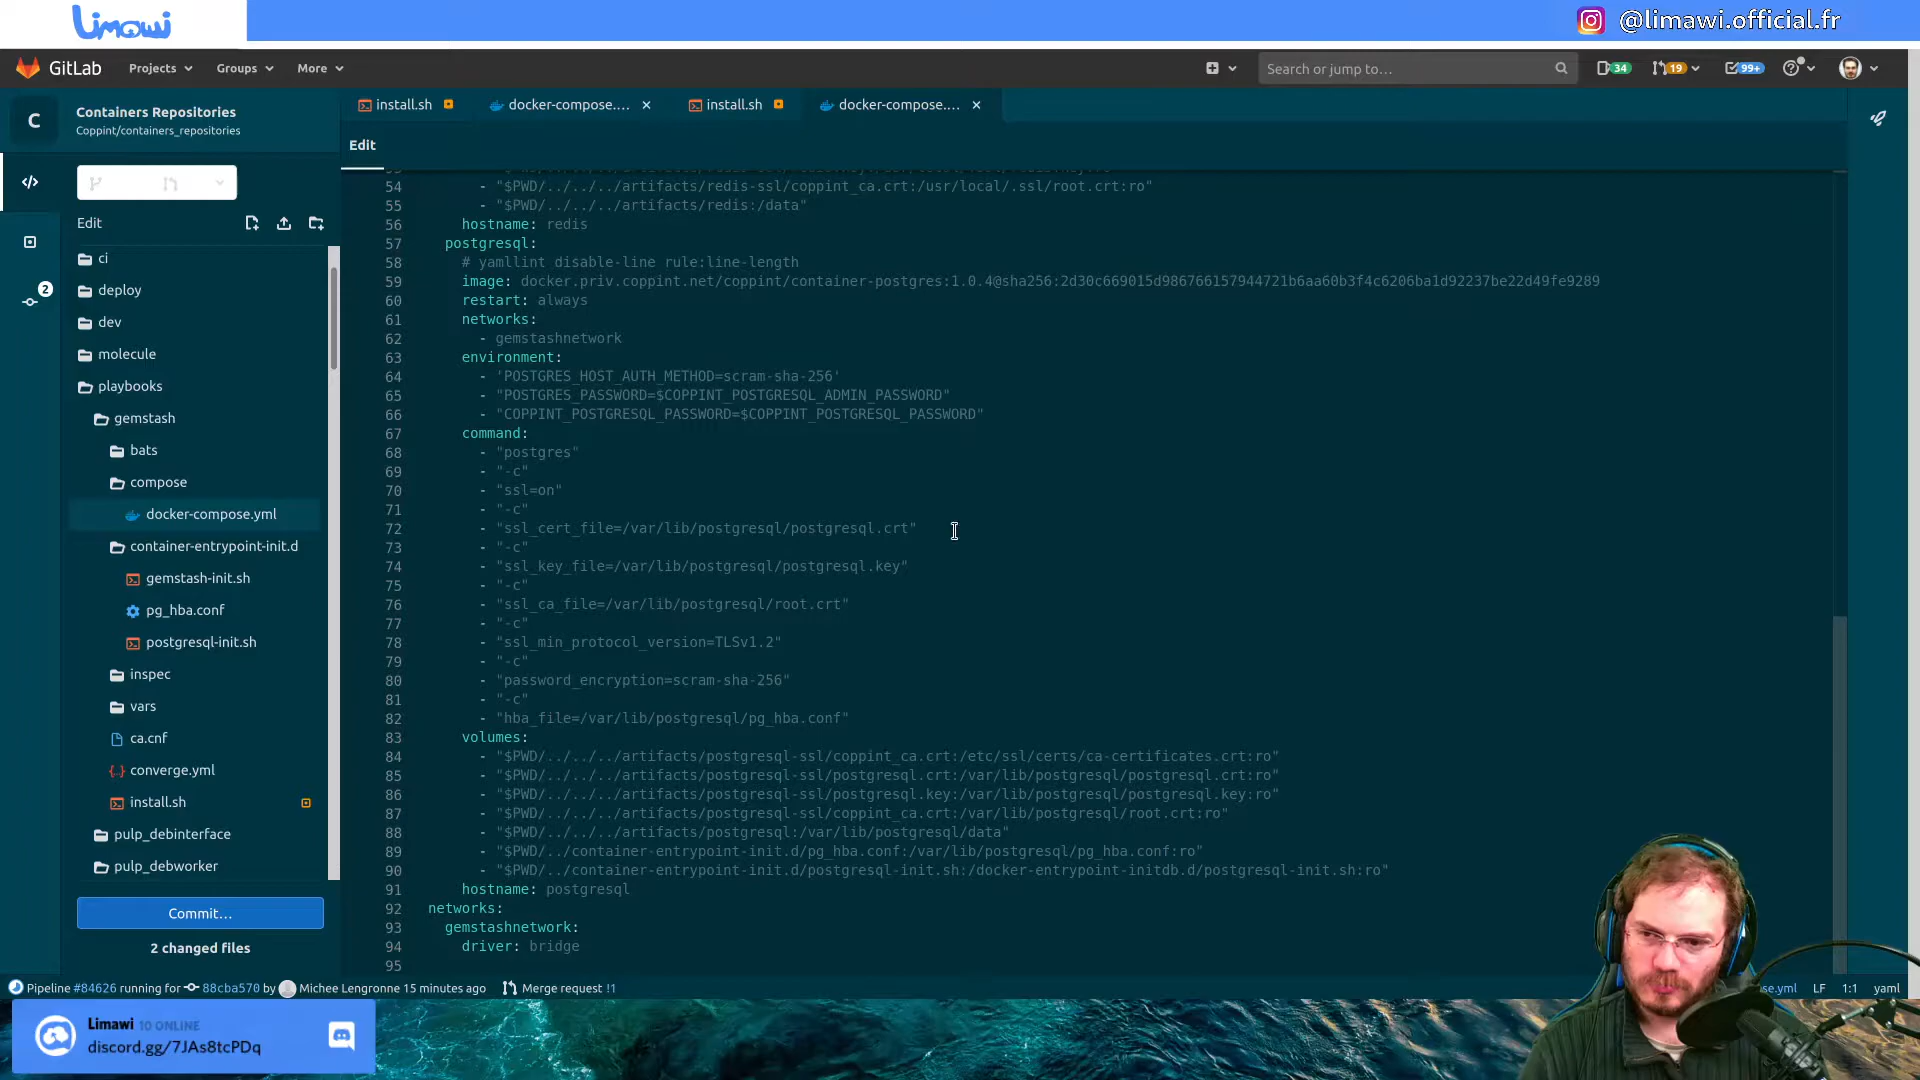 Limawi
@limawi.official.fr
GitLab Projects Groups More Search or jump to... 34 19 99+
C Containers Repositories
Coppint/containers_repositories
install.sh docker-compose.... install.sh docker-compose....
Edit
Edit
2
ci
deploy
dev
molecule
playbooks
gemstash
bats
compose
docker-compose.yml
container-entrypoint-init.d
gemstash-init.sh
pg_hba.conf
postgresql-init.sh
inspec
vars
ca.cnf
converge.yml
install.sh
pulp_debinterface
pulp_debworker
Commit...
2 changed files
54 - "$PWD/../../../artifacts/redis-ssl/coppint_ca.crt:/usr/local/.ssl/root.crt:ro"
55 - "$PWD/../../../artifacts/redis:/data"
56 hostname: redis
57 postgresql:
58 # yamllint disable-line rule:line-length
59 image: docker.priv.coppint.net/coppint/container-postgres:1.0.4@sha256:2d30c669015d986766157944721b6aa60b3f4c6206ba1d92237be22d49fe9289
60 restart: always
61 networks:
62 - gemstashnetwork
63 environment:
64 - 'POSTGRES_HOST_AUTH_METHOD=scram-sha-256'
65 - "POSTGRES_PASSWORD=$COPPINT_POSTGRESQL_ADMIN_PASSWORD"
66 - "COPPINT_POSTGRESQL_PASSWORD=$COPPINT_POSTGRESQL_PASSWORD"
67 command:
68 - "postgres"
69 - "-c"
70 - "ssl=on"
71 - "-c"
72 - "ssl_cert_file=/var/lib/postgresql/postgresql.crt"
73 - "-c"
74 - "ssl_key_file=/var/lib/postgresql/postgresql.key"
75 - "-c"
76 - "ssl_ca_file=/var/lib/postgresql/root.crt"
77 - "-c"
78 - "ssl_min_protocol_version=TLSv1.2"
79 - "-c"
80 - "password_encryption=scram-sha-256"
81 - "-c"
82 - "hba_file=/var/lib/postgresql/pg_hba.conf"
83 volumes:
84 - "$PWD/../../../artifacts/postgresql-ssl/coppint_ca.crt:/etc/ssl/certs/ca-certificates.crt:ro"
85 - "$PWD/../../../artifacts/postgresql-ssl/postgresql.crt:/var/lib/postgresql/postgresql.crt:ro"
86 - "$PWD/../../../artifacts/postgresql-ssl/postgresql.key:/var/lib/postgresql/postgresql.key:ro"
87 - "$PWD/../../../artifacts/postgresql-ssl/coppint_ca.crt:/var/lib/postgresql/root.crt:ro"
88 - "$PWD/../../../artifacts/postgresql:/var/lib/postgresql/data"
89 - "$PWD/../container-entrypoint-init.d/pg_hba.conf:/var/lib/postgresql/pg_hba.conf:ro"
90 - "$PWD/../container-entrypoint-init.d/postgresql-init.sh:/docker-entrypoint-initdb.d/postgresql-init.sh:ro"
91 hostname: postgresql
92 networks:
93 gemstashnetwork:
94 driver: bridge
95
Pipeline #84626 running for 88cba570 by Michee Lengronne 15 minutes ago Merge request !1
se.yml LF 1:1 yaml
Limawi 10 ONLINE
discord.gg/7JAs8tcPDq